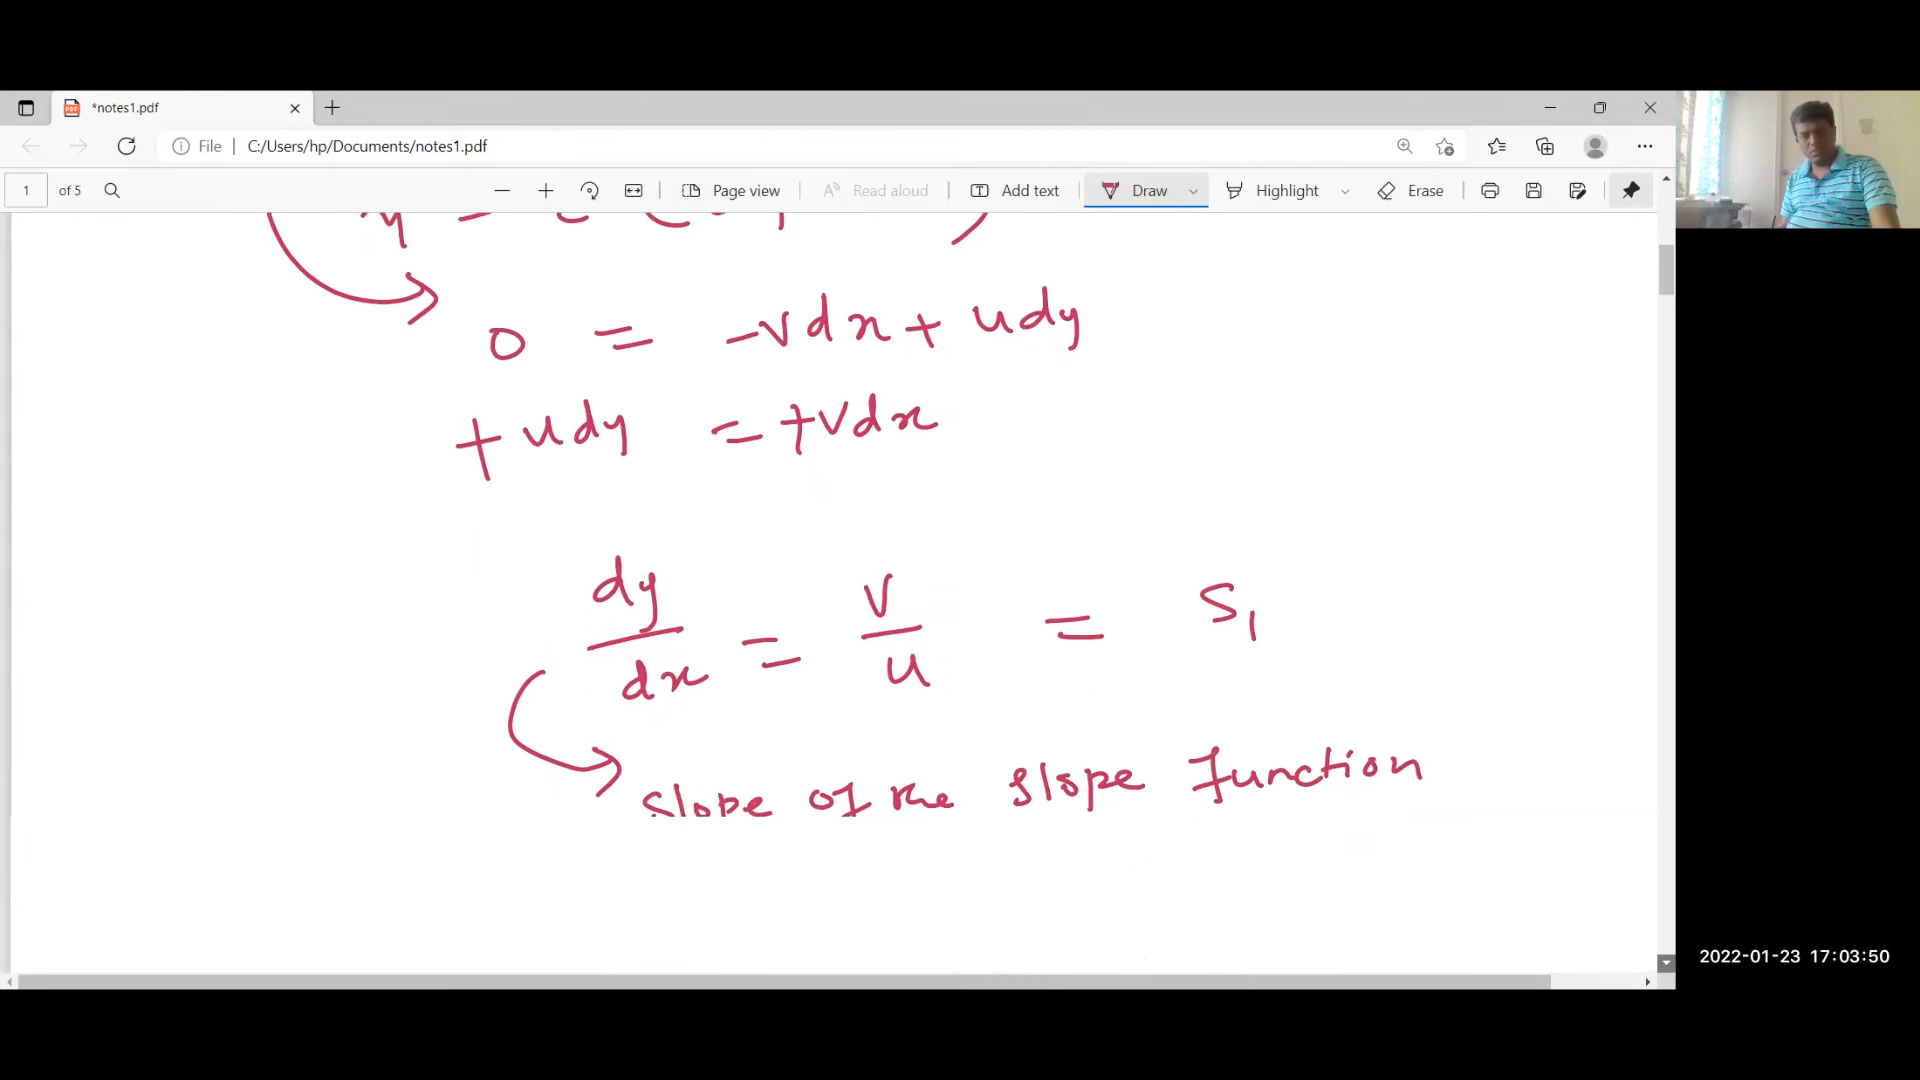 *notes1.pdf
File C:/Users/hp/Documents/notes1.pdf
1 of 5 Page view Read aloud Add text Draw Highlight Erase
0 = -vdx + udy
+ udy = +vdx
dy/dx = v/u = S1
slope of the slope function
2022-01-23 17:03:50